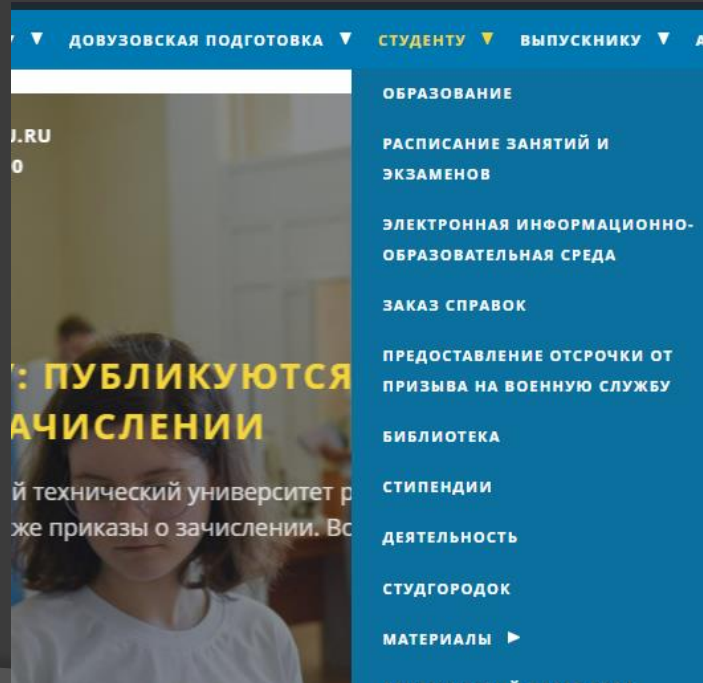 ДОВУЗОВСКАЯ ПОДГОТОВКА ▼ СТУДЕНТУ ▼ ВЫПУСКНИКУ ▼
ОБРАЗОВАНИЕ
РАСПИСАНИЕ ЗАНЯТИЙ И
ЭКЗАМЕНОВ
ЭЛЕКТРОННАЯ ИНФОРМАЦИОННО-
ОБРАЗОВАТЕЛЬНАЯ СРЕДА
ЗАКАЗ СПРАВОК
ПРЕДОСТАВЛЕНИЕ ОТСРОЧКИ ОТ
ПРИЗЫВА НА ВОЕННУЮ СЛУЖБУ
БИБЛИОТЕКА
СТИПЕНДИИ
ДЕЯТЕЛЬНОСТЬ
СТУДГОРОДОК
МАТЕРИАЛЫ ►
.RU
0
: ПУБЛИКУЮТСЯ
АЧИСЛЕНИИ
й технический университет р
же приказы о зачислении. Вс